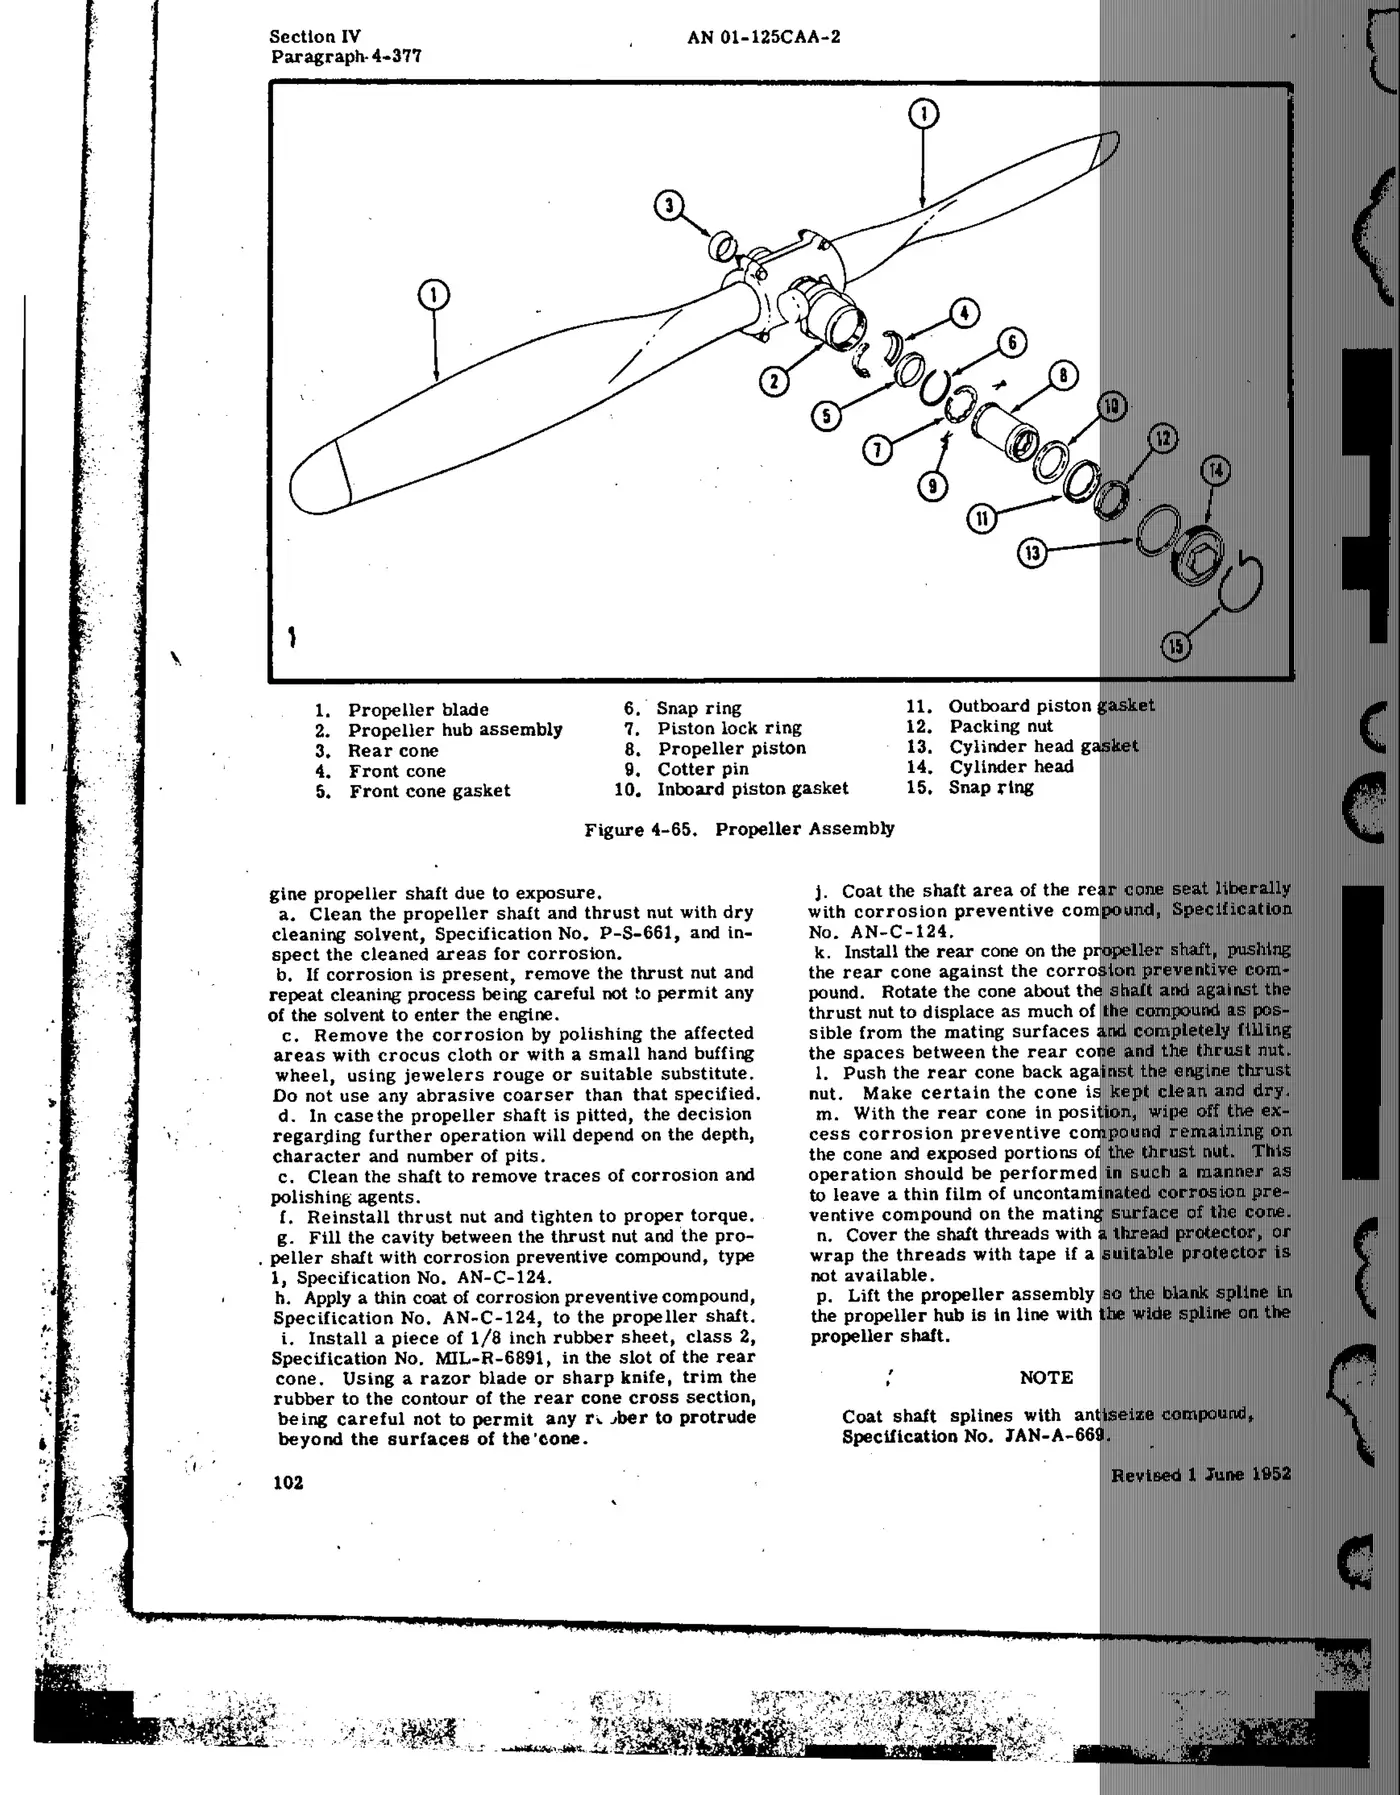 Section IV
Paragraph 4-377
AN 01-125CAA-2
1
3
1
4
6
2
8
5
10
7
12
9
14
11
13
15
1. Propeller blade
2. Propeller hub assembly
3. Rear cone
4. Front cone
5. Front cone gasket
6. Snap ring
7. Piston lock ring
8. Propeller piston
9. Cotter pin
10. Inboard piston gasket
11. Outboard piston gasket
12. Packing nut
13. Cylinder head gasket
14. Cylinder head
15. Snap ring
Figure 4-65. Propeller Assembly
gine propeller shaft due to exposure.
a. Clean the propeller shaft and thrust nut with dry
cleaning solvent, Specification No. P-S-661, and in-
spect the cleaned areas for corrosion.
b. If corrosion is present, remove the thrust nut and
repeat cleaning process being careful not to permit any
of the solvent to enter the engine.
c. Remove the corrosion by polishing the affected
areas with crocus cloth or with a small hand buffing
wheel, using jewelers rouge or suitable substitute.
Do not use any abrasive coarser than that specified.
d. In case the propeller shaft is pitted, the decision
regarding further operation will depend on the depth,
character and number of pits.
c. Clean the shaft to remove traces of corrosion and
polishing agents.
f. Reinstall thrust nut and tighten to proper torque.
g. Fill the cavity between the thrust nut and the pro-
peller shaft with corrosion preventive compound, type
1, Specification No. AN-C-124.
h. Apply a thin coat of corrosion preventive compound,
Specification No. AN-C-124, to the propeller shaft.
i. Install a piece of 1/8 inch rubber sheet, class 2,
Specification No. MIL-R-6891, in the slot of the rear
cone. Using a razor blade or sharp knife, trim the
rubber to the contour of the rear cone cross section,
being careful not to permit any rubber to protrude
beyond the surfaces of the cone.
j. Coat the shaft area of the rear cone seat liberally
with corrosion preventive compound, Specification
No. AN-C-124.
k. Install the rear cone on the propeller shaft, pushing
the rear cone against the corrosion preventive com-
pound. Rotate the cone about the shaft and against the
thrust nut to displace as much of the compound as pos-
sible from the mating surfaces and completely filling
the spaces between the rear cone and the thrust nut.
l. Push the rear cone back against the engine thrust
nut. Make certain the cone is kept clean and dry.
m. With the rear cone in position, wipe off the ex-
cess corrosion preventive compound remaining on
the cone and exposed portions of the thrust nut. This
operation should be performed in such a manner as
to leave a thin film of uncontaminated corrosion pre-
ventive compound on the mating surface of the cone.
n. Cover the shaft threads with a thread protector, or
wrap the threads with tape if a suitable protector is
not available.
p. Lift the propeller assembly so the blank spline in
the propeller hub is in line with the wide spline on the
propeller shaft.
NOTE
Coat shaft splines with antiseize compound,
Specification No. JAN-A-669.
102
Revised 1 June 1952